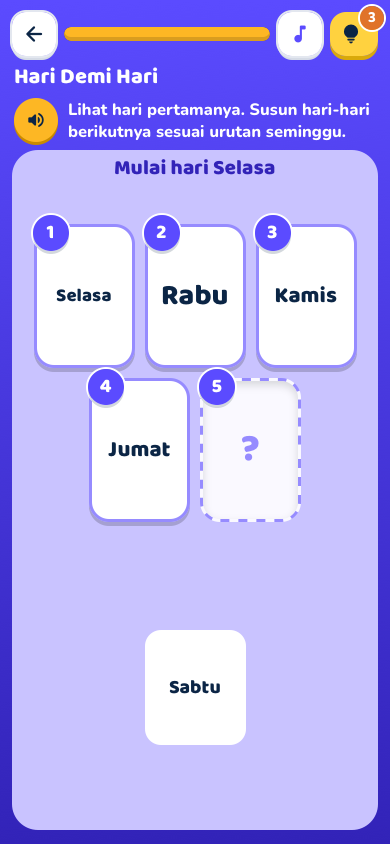 3
Hari Demi Hari
Lihat hari pertamanya. Susun hari-hari
berikutnya sesuai urutan seminggu.
Mulai hari Selasa
1
2
3
Selasa
Rabu
Kamis
4
5
Jumat
?
Sabtu